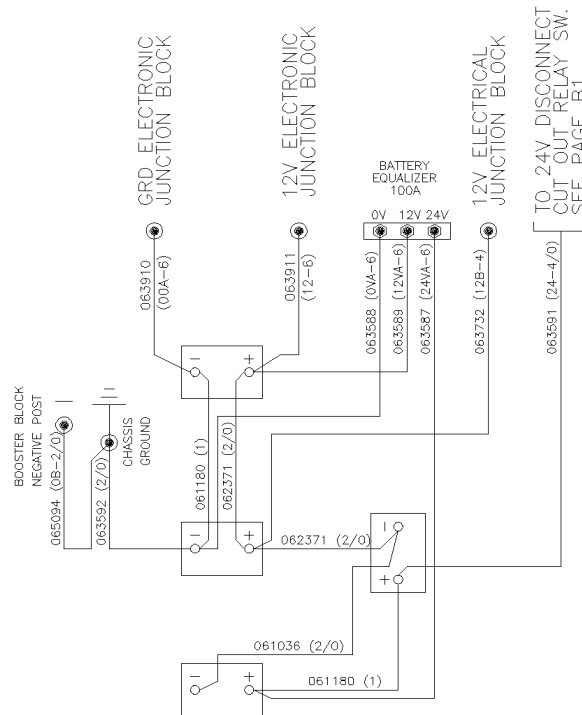 GRD ELECTRONIC
JUNCTION BLOCK
12V ELECTRONIC
JUNCTION BLOCK
BATTERY
EQUALIZER
100A
0V 12V 24V
12V ELECTRICAL
JUNCTION BLOCK
TO 24V DISCONNECT
CUT OUT RELAY SW.
SEE PAGE B1
063910
(00A-6)
063911
(12-6)
063588 (0VA-6)
063589 (12VA-6)
063587 (24VA-6)
063732 (12B-4)
063591 (24-4/0)
BOOSTER BLOCK
NEGATIVE POST
065094 (0B-2/0)
063592 (2/0)
CHASSIS
GROUND
- +
061180 (1)
062371 (2/0)
- +
062371 (2/0)
+ -
061036 (2/0)
061180 (1)
- +